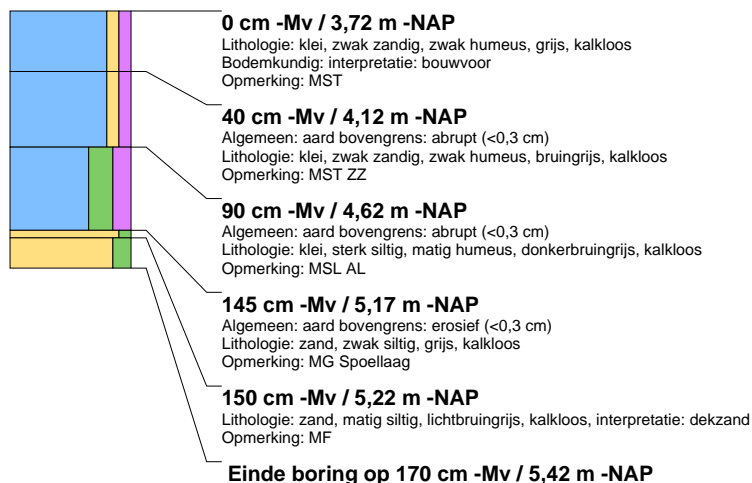 0 cm -Mv / 3,72 m -NAP
Lithologie: klei, zwak zandig, zwak humeus, grijs, kalkloos
Bodemkundig: interpretatie: bouwvoor
Opmerking: MST
40 cm -Mv / 4,12 m -NAP
Algemeen: aard bovengrens: abrupt (<0,3 cm)
Lithologie: klei, zwak zandig, zwak humeus, bruingrijs, kalkloos
Opmerking: MST ZZ
90 cm -Mv / 4,62 m -NAP
Algemeen: aard bovengrens: abrupt (<0,3 cm)
Lithologie: klei, sterk siltig, matig humeus, donkerbruingrijs, kalkloos
Opmerking: MSL AL
145 cm -Mv / 5,17 m -NAP
Algemeen: aard bovengrens: erosief (<0,3 cm)
Lithologie: zand, zwak siltig, grijs, kalkloos
Opmerking: MG Spoellaag
150 cm -Mv / 5,22 m -NAP
Lithologie: zand, matig siltig, lichtbruingrijs, kalkloos, interpretatie: dekzand
Opmerking: MF
Einde boring op 170 cm -Mv / 5,42 m -NAP